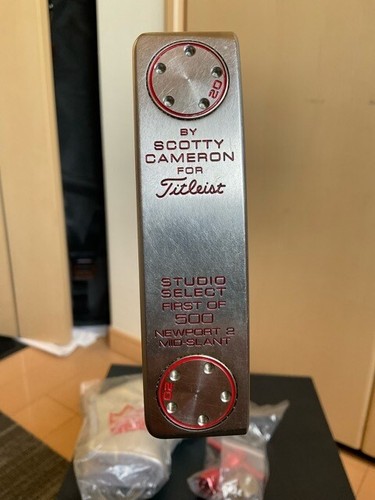 20
BY
SCOTTY
CAMERON
FOR
Titleist
STUDIO
SELECT
FIRST OF
500
NEWPORT 2
MID-SLANT
20